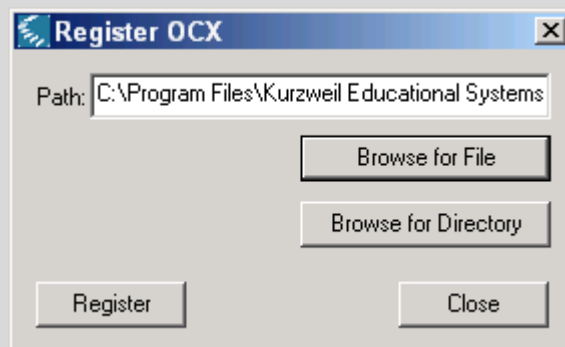 Register OCX
Path: C:\Program Files\Kurzweil Educational Systems
Browse for File
Browse for Directory
Register Close